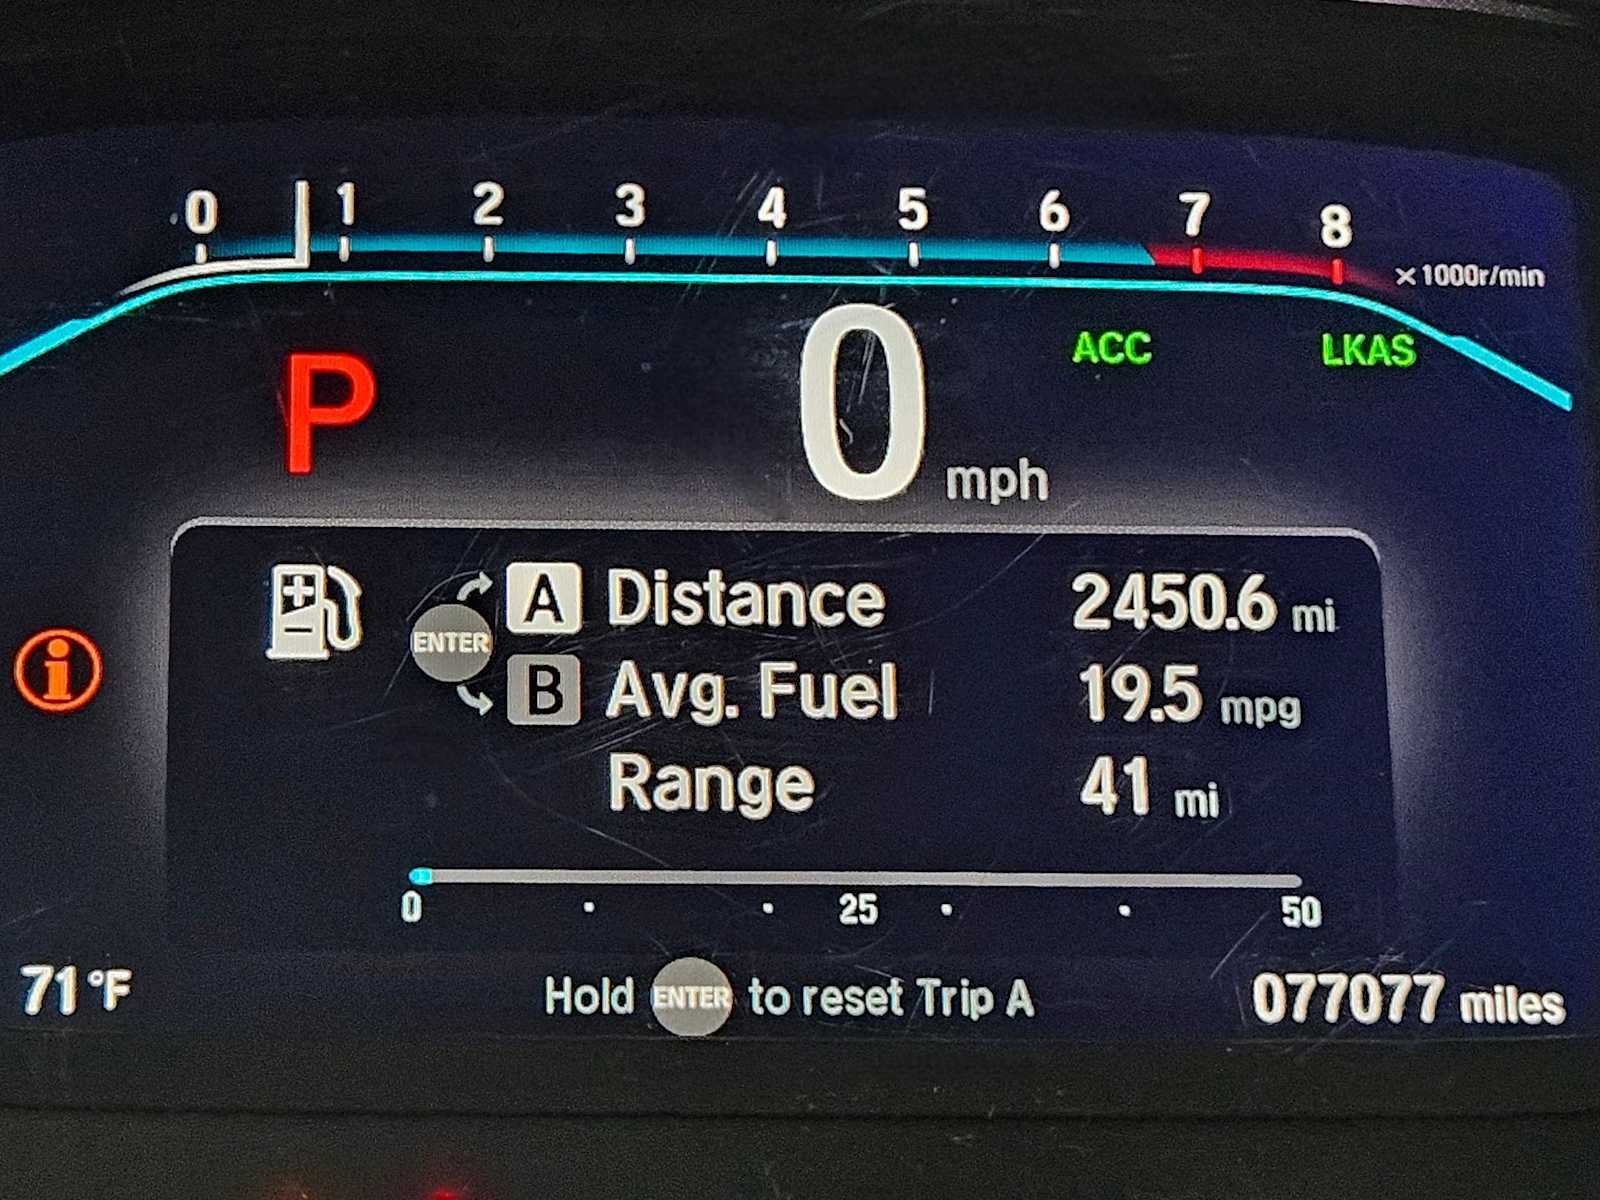 0 1 2 3 4 5 6 7 8
×1000r/min
ACC LKAS
P 0 mph
A Distance 2450.6 mi
ENTER
B Avg. Fuel 19.5 mpg
Range 41 mi
i
0 25 50
71°F Hold ENTER to reset Trip A 077077 miles